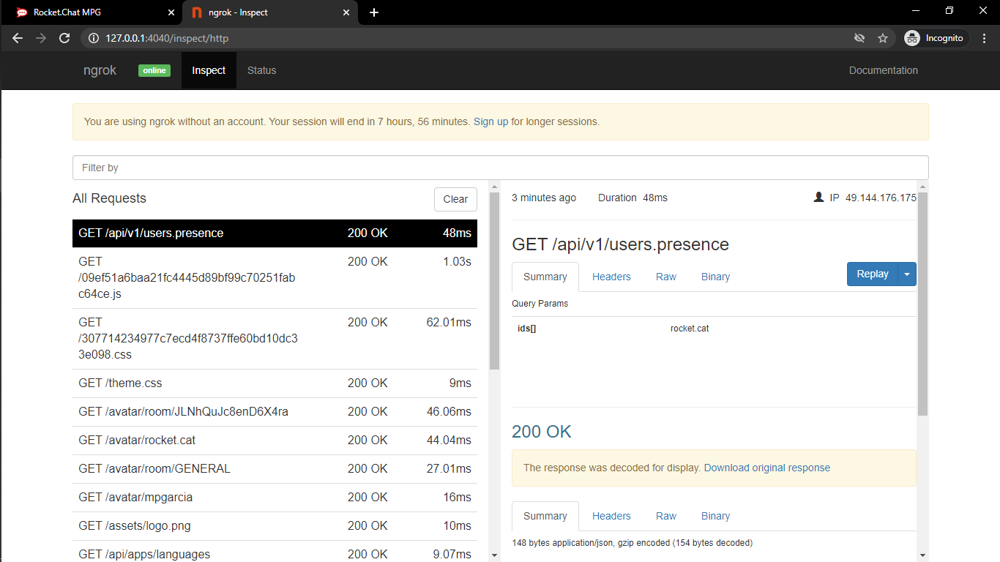 Rocket.Chat MPG
ngrok - Inspect
127.0.0.1:4040/inspect/http
Incognito
ngrok online Inspect Status Documentation
You are using ngrok without an account. Your session will end in 7 hours, 56 minutes. Sign up for longer sessions.
Filter by
All Requests
Clear
GET /api/v1/users.presence 200 OK 48ms
GET 200 OK 1.03s
/09ef51a6baa21fc4445d89bf99c70251fab
c64ce.js
GET 200 OK 62.01ms
/307714234977c7ecd4f8737ffe60bd10dc3
3e098.css
GET /theme.css 200 OK 9ms
GET /avatar/room/JLNhQuJc8enD6X4ra 200 OK 46.06ms
GET /avatar/rocket.cat 200 OK 44.04ms
GET /avatar/room/GENERAL 200 OK 27.01ms
GET /avatar/mpgarcia 200 OK 16ms
GET /assets/logo.png 200 OK 10ms
GET /api/apps/languages 200 OK 9.07ms
3 minutes ago Duration 48ms IP 49.144.176.175
GET /api/v1/users.presence
Summary Headers Raw Binary Replay
Query Params
ids[] rocket.cat
200 OK
The response was decoded for display. Download original response
Summary Headers Raw Binary
148 bytes application/json, gzip encoded (154 bytes decoded)